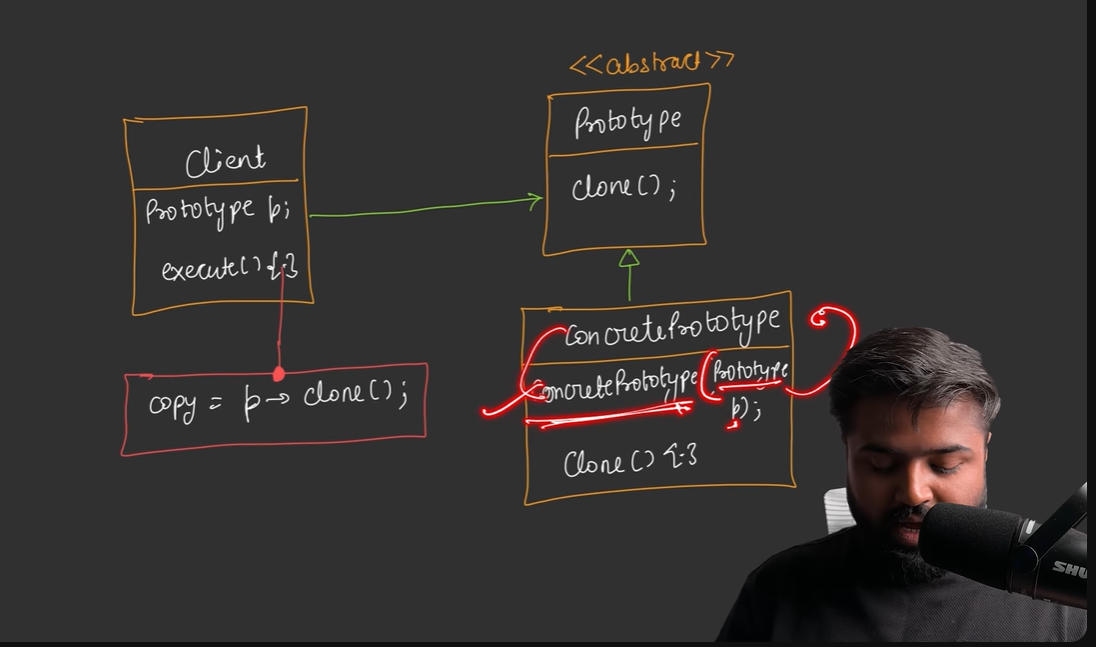 <<abstract>>
Prototype
clone();
Client
Prototype p;
execute() {}
copy = p→ clone();
ConcretePrototype
ConcretePrototype (Prototype
p);
Clone() {}
SHU